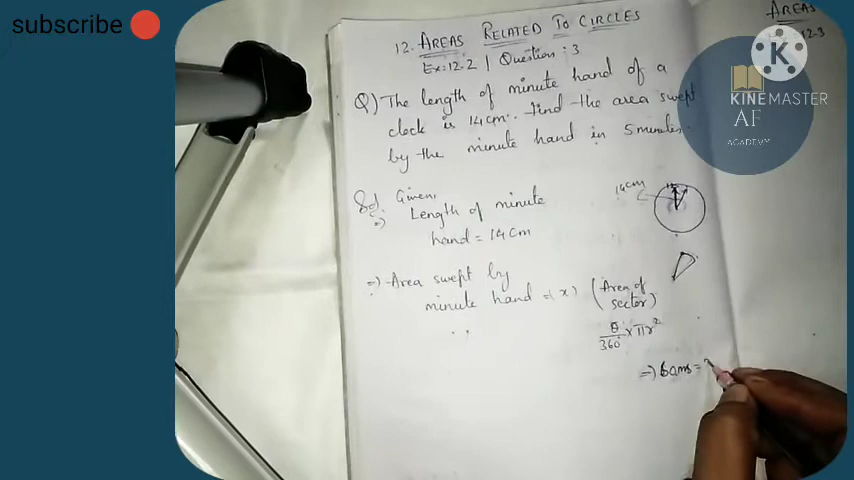 subscribe
12. AREAS RELATED TO CIRCLES
Ex:12.2 | Question : 3
Q) The length of minute hand of a
clock is 14cm. find the area swept
by the minute hand in 5 minutes.
Sol Given,
=) Length of minute
hand = 14cm
14cm
=) Area swept by
minute hand =(x) (Area of
sector)
θ/360° × πr²
=) 60ms =
AREAS
12.3
K
KINEMASTER
AF
ACADEMY